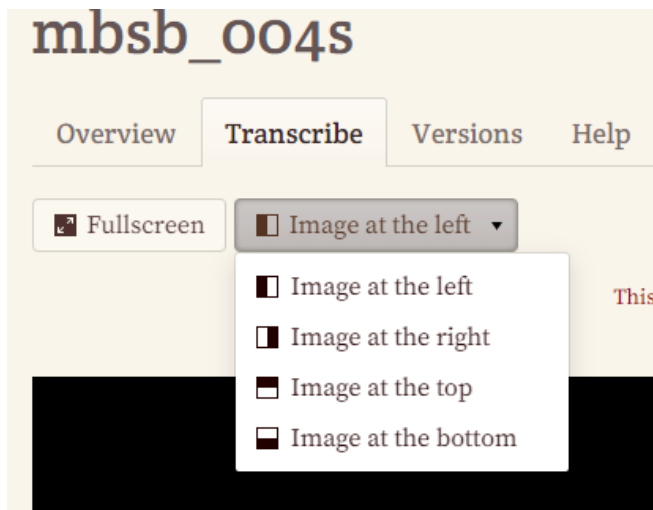 mbsb_004s
Overview Transcribe Versions Help
Fullscreen Image at the left
Image at the left
This
Image at the right
Image at the top
Image at the bottom